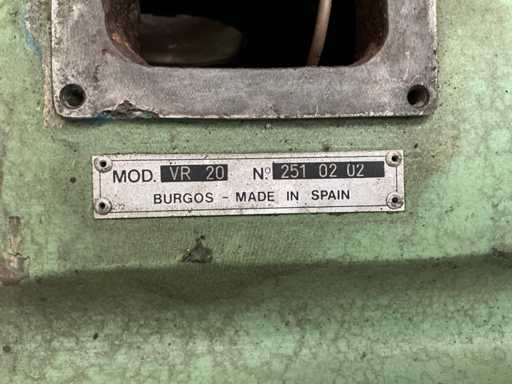 MOD. VR 20 Nº 251 02 02
BURGOS - MADE IN SPAIN